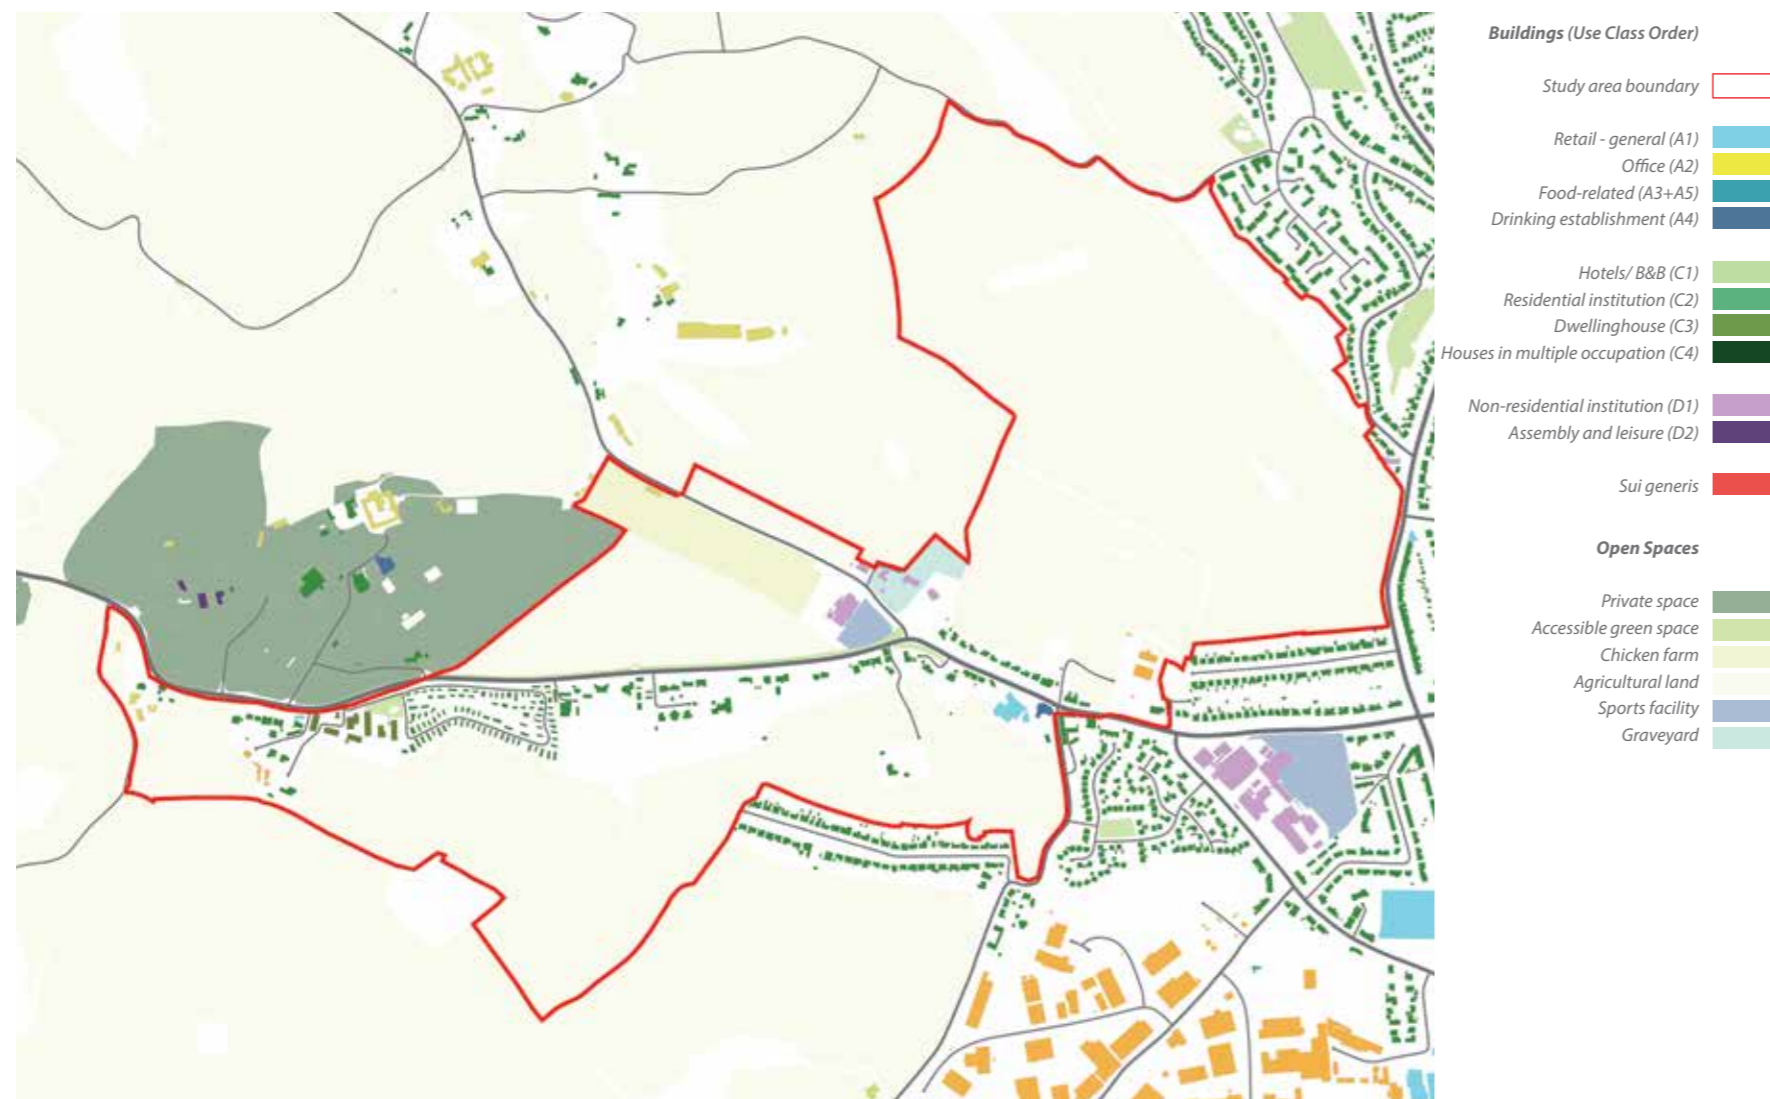 Buildings (Use Class Order)
Study area boundary
Retail - general (A1)
Office (A2)
Food-related (A3+A5)
Drinking establishment (A4)
Hotels/ B&B (C1)
Residential institution (C2)
Dwellinghouse (C3)
Houses in multiple occupation (C4)
Non-residential institution (D1)
Assembly and leisure (D2)
Sui generis
Open Spaces
Private space
Accessible green space
Chicken farm
Agricultural land
Sports facility
Graveyard